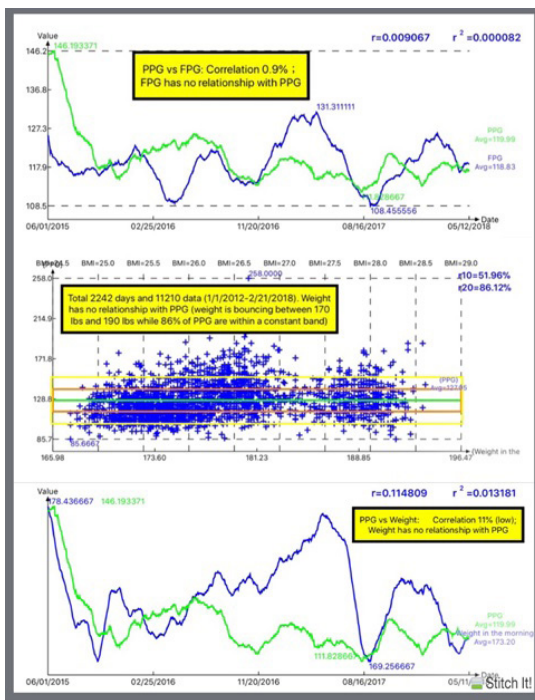 Value
r=0.009067 r²=0.000082
146.2
146.193371
PPG vs FPG: Correlation 0.9% ;
FPG has no relationship with PPG
136.8
131.311111
127.3
PPG
Avg=119.99
117.9
FPG
Avg=118.83
108.5
108.455556
Date
06/01/2015 02/25/2016 11/20/2016 08/16/2017 05/12/2018
BMI=25.0 BMI=25.5 BMI=26.0 BMI=26.5 BMI=27.0 BMI=27.5 BMI=28.0 BMI=28.5 BMI=29.0
258.0
258.0000
r10=51.96%
r20=86.12%
Total 2242 days and 11210 data (1/1/2012-2/21/2018). Weight
has no relationship with PPG (weight is bouncing between 170
lbs and 190 lbs while 86% of PPG are within a constant band)
214.9
171.8
(PPG)
128.8
85.7
85.6667
165.98 173.60 181.23 188.85 196.47
(Weight in the
Value
r=0.114809 r²=0.013181
378.436667 146.193371
PPG vs Weight: Correlation 11% (low);
Weight has no relationship with PPG
PPG
Avg=119.99
Weight in the morning
Avg=173.20
111.828667
169.256667
Date
06/01/2015 02/25/2016 11/20/2016 08/16/2017
Stitch It!